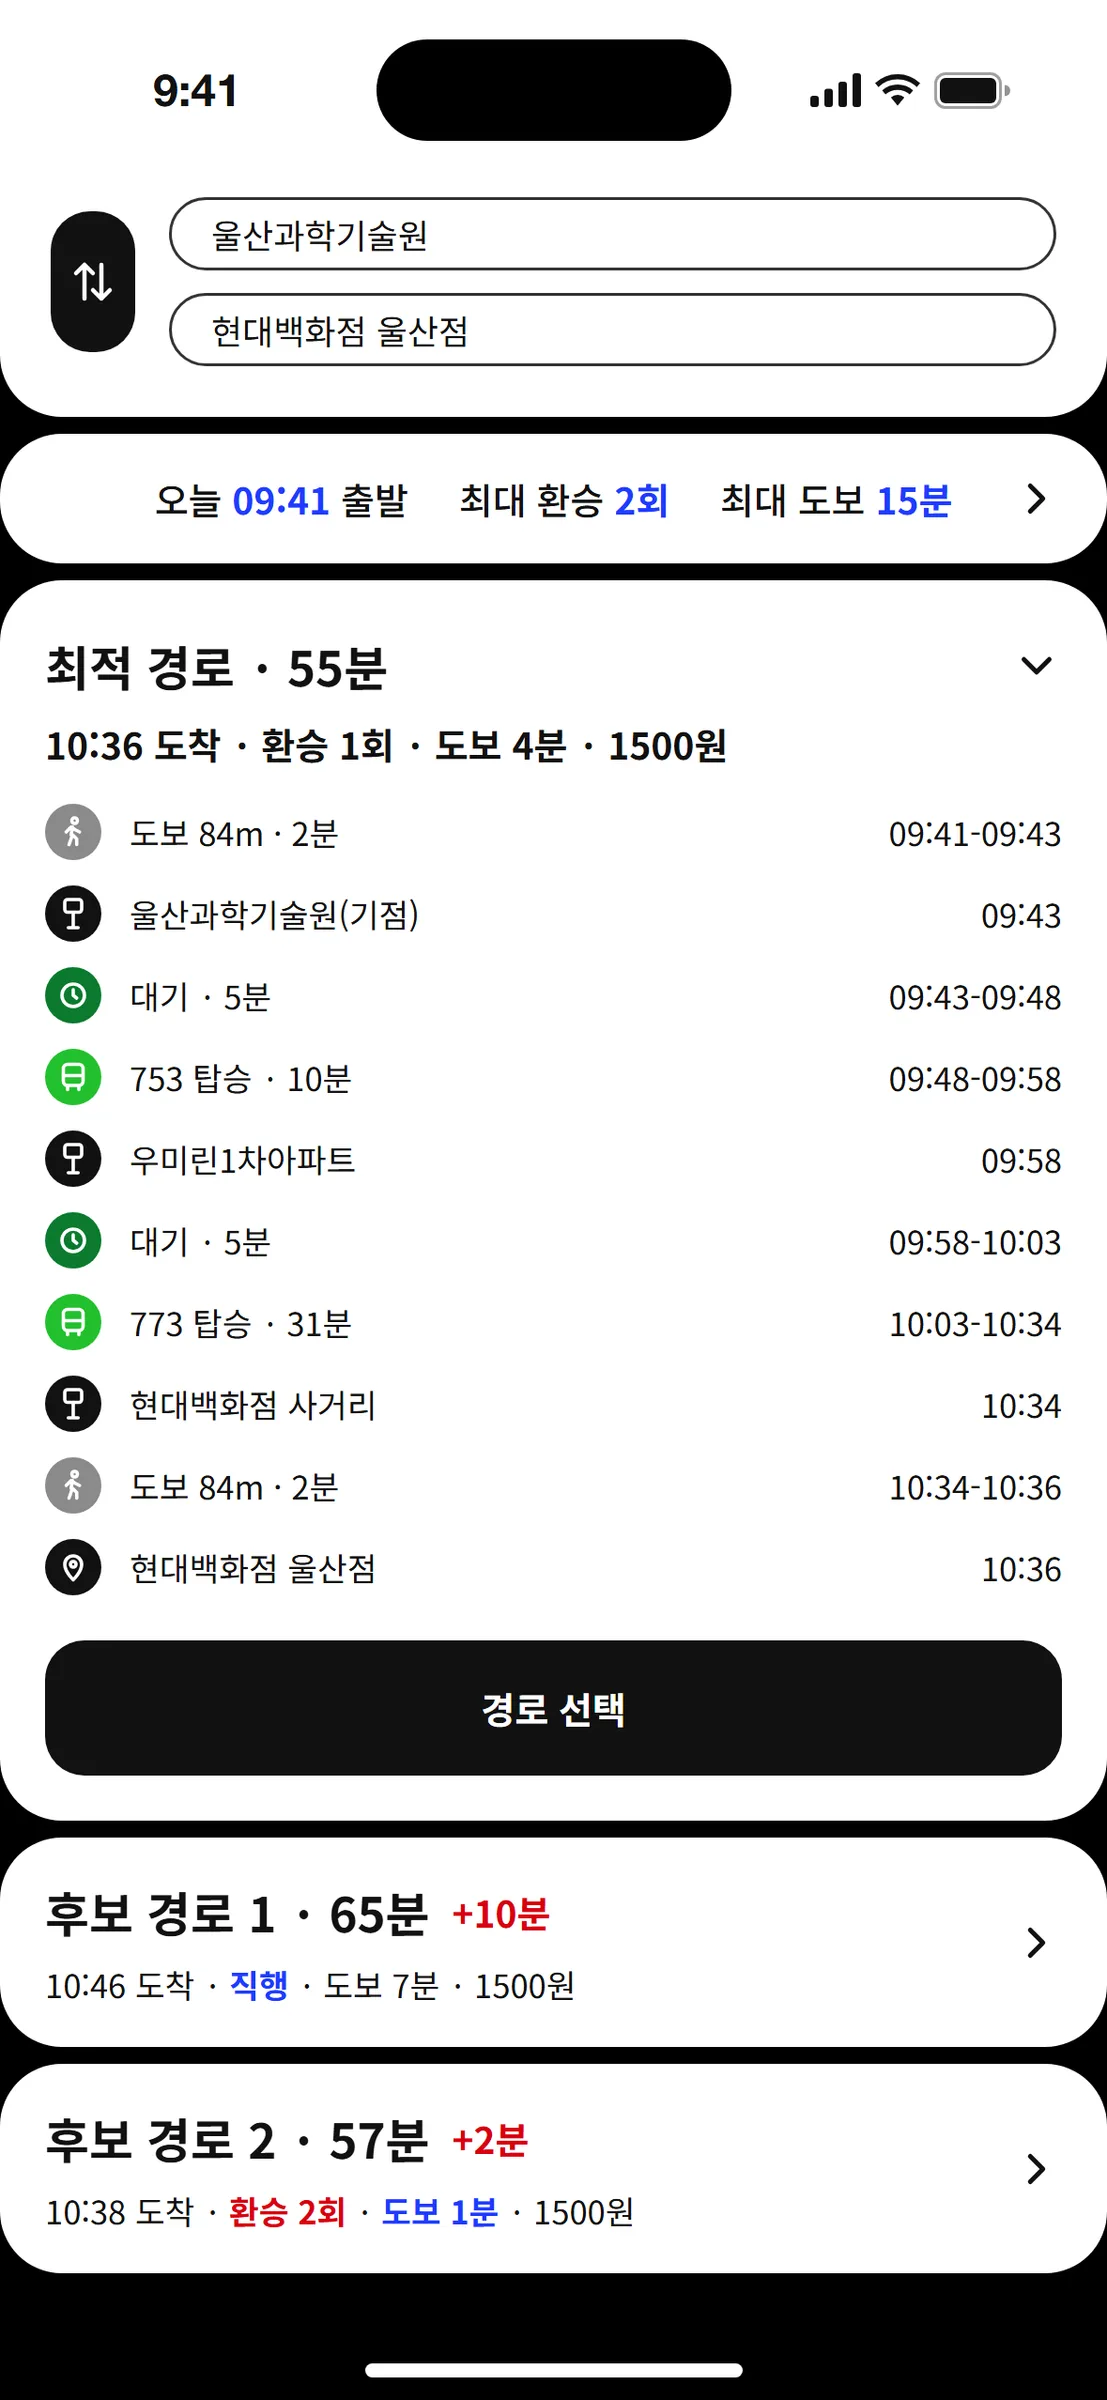 9:41
울산과학기술원
현대백화점 울산점
오늘 09:41 출발 최대 환승 2회 최대 도보 15분
최적 경로 · 55분
10:36 도착 · 환승 1회 · 도보 4분 · 1500원
도보 84m · 2분 09:41-09:43
울산과학기술원(기점) 09:43
대기 · 5분 09:43-09:48
753 탑승 · 10분 09:48-09:58
우미린1차아파트 09:58
대기 · 5분 09:58-10:03
773 탑승 · 31분 10:03-10:34
현대백화점 사거리 10:34
도보 84m · 2분 10:34-10:36
현대백화점 울산점 10:36
경로 선택
후보 경로 1 · 65분 +10분
10:46 도착 · 직행 · 도보 7분 · 1500원
후보 경로 2 · 57분 +2분
10:38 도착 · 환승 2회 · 도보 1분 · 1500원